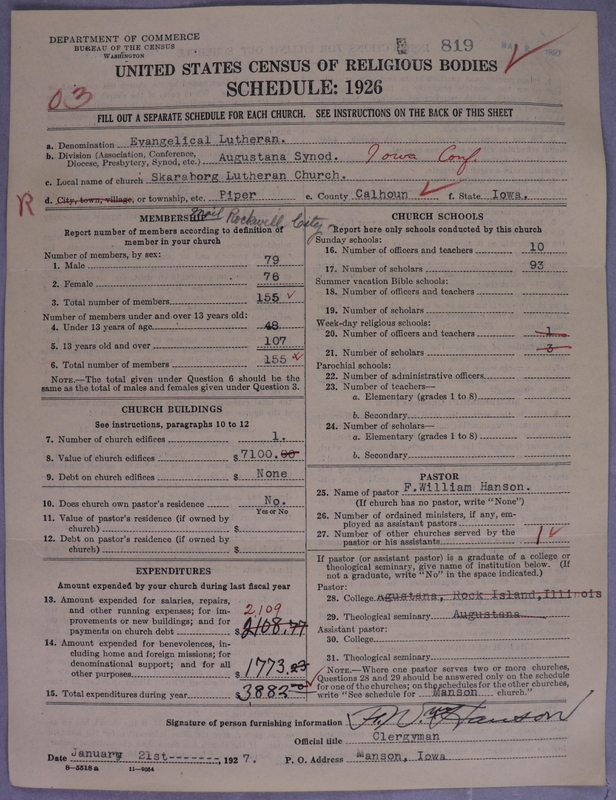 DEPARTMENT OF COMMERCE
BUREAU OF THE CENSUS
WASHINGTON
819
UNITED STATES CENSUS OF RELIGIOUS BODIES
SCHEDULE: 1926
03
FILL OUT A SEPARATE SCHEDULE FOR EACH CHURCH. SEE INSTRUCTIONS ON THE BACK OF THIS SHEET
a. Denomination Evangelical Lutheran.
b. Division (Association, Conference, Diocese, Presbytery, Synod, etc.) Augustana Synod. Iowa Conf.
c. Local name of church Skaraborg Lutheran Church.
R d. City, town, village, or township, etc. Piper e. County Calhoun f. State Iowa.
Rockwell City
MEMBERSHIP
Report number of members according to definition of member in your church
Number of members, by sex:
1. Male 79
2. Female 76
3. Total number of members 155
Number of members under and over 13 years old:
4. Under 13 years of age 48
5. 13 years old and over 107
6. Total number of members 155
NOTE.—The total given under Question 6 should be the same as the total of males and females given under Question 3.
CHURCH BUILDINGS
See instructions, paragraphs 10 to 12
7. Number of church edifices 1.
8. Value of church edifices $7100.00
9. Debt on church edifices $ None
10. Does church own pastor's residence No.
Yes or No
11. Value of pastor's residence (if owned by church) $
12. Debt on pastor's residence (if owned by church) $
EXPENDITURES
Amount expended by your church during last fiscal year
13. Amount expended for salaries, repairs, and other running expenses; for improvements or new buildings; and for payments on church debt $ 2108.77
2109
14. Amount expended for benevolences, including home and foreign missions; for denominational support; and for all other purposes $ 1773.23
15. Total expenditures during year $ 3882.00
CHURCH SCHOOLS
Report here only schools conducted by this church
Sunday schools:
16. Number of officers and teachers 10
17. Number of scholars 93
Summer vacation Bible schools:
18. Number of officers and teachers
19. Number of scholars
Week-day religious schools:
20. Number of officers and teachers 1
21. Number of scholars 3
Parochial schools:
22. Number of administrative officers
23. Number of teachers—
a. Elementary (grades 1 to 8)
b. Secondary
24. Number of scholars—
a. Elementary (grades 1 to 8)
b. Secondary
PASTOR
25. Name of pastor F. William Hanson.
(If church has no pastor, write "None")
26. Number of ordained ministers, if any, employed as assistant pastors
27. Number of other churches served by the pastor or his assistants 1
If pastor (or assistant pastor) is a graduate of a college or theological seminary, give name of institution below. (If not a graduate, write "No" in the space indicated.)
Pastor:
28. College Agustana, Rock Island, Illinois
29. Theological seminary Augustana
Assistant pastor:
30. College
31. Theological seminary
NOTE.—Where one pastor serves two or more churches, Questions 28 and 29 should be answered only on the schedule for one of the churches; on the schedules for the other churches, write "See schedule for Manson church."
Signature of person furnishing information F. Wm Hanson
Official title Clergyman
Date January 21st-------, 1927. P. O. Address Manson, Iowa
8—5518a 11—9054